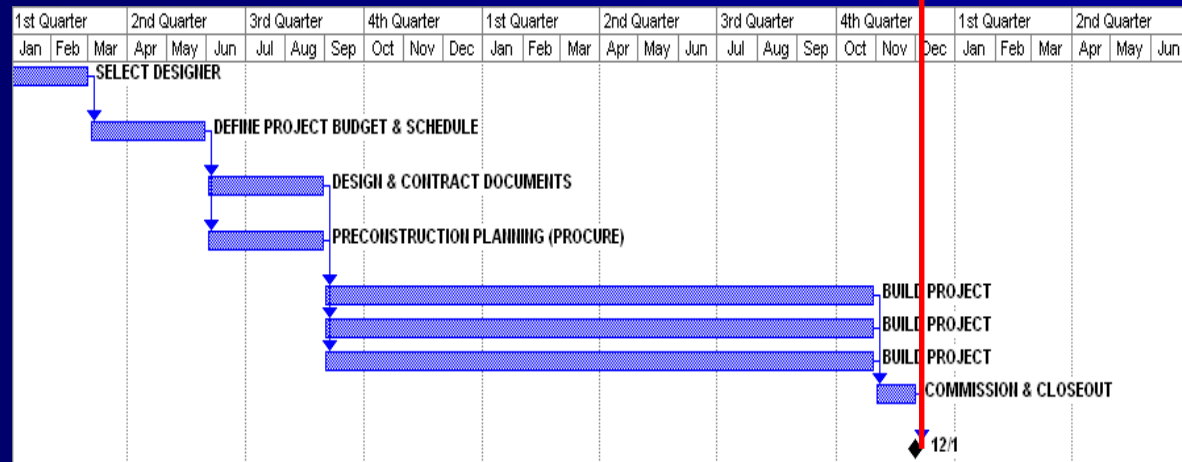 1st Quarter 2nd Quarter 3rd Quarter 4th Quarter 1st Quarter 2nd Quarter 3rd Quarter 4th Quarter 1st Quarter 2nd Quarter
Jan Feb Mar Apr May Jun Jul Aug Sep Oct Nov Dec Jan Feb Mar Apr May Jun Jul Aug Sep Oct Nov Dec Jan Feb Mar Apr May Jun
SELECT DESIGNER
DEFINE PROJECT BUDGET & SCHEDULE
DESIGN & CONTRACT DOCUMENTS
PRECONSTRUCTION PLANNING (PROCURE)
BUILD PROJECT
BUILD PROJECT
BUILD PROJECT
COMMISSION & CLOSEOUT
12/1